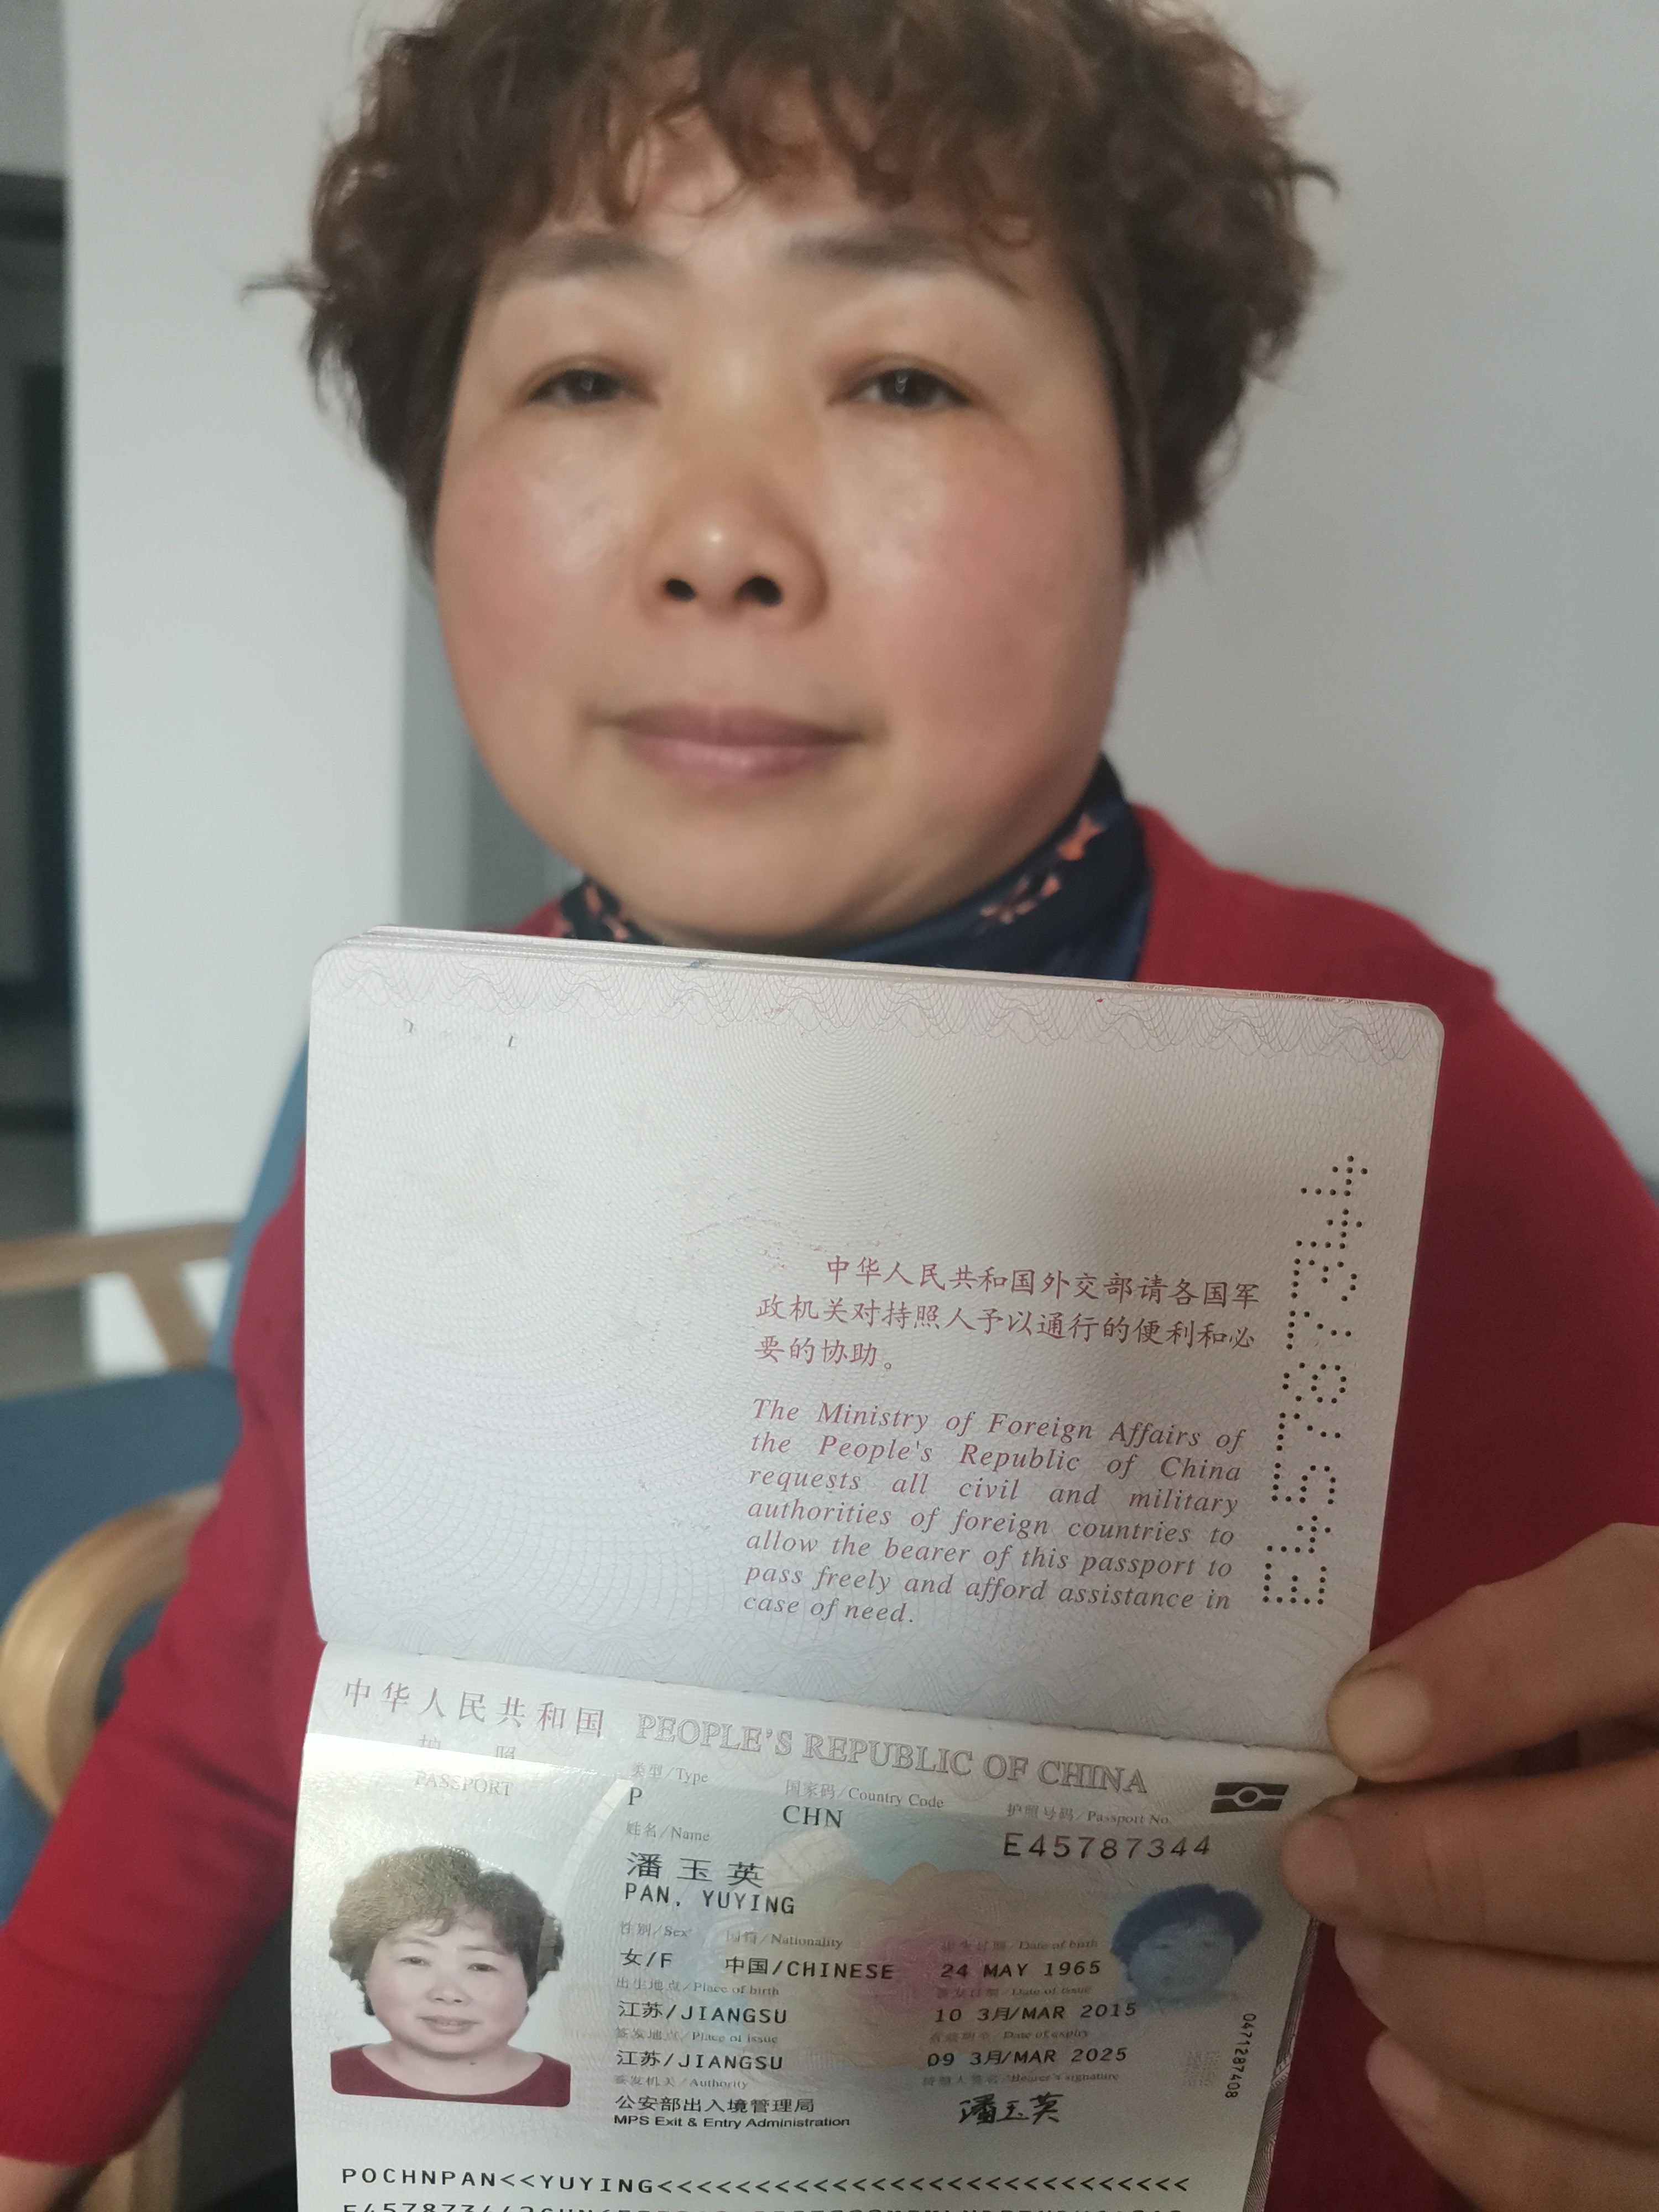 中华人民共和国外交部请各国军
政机关对持照人予以通行的便利和必
要的协助。
The Ministry of Foreign Affairs of
the People's Republic of China
requests all civil and military
authorities of foreign countries to
allow the bearer of this passport to
pass freely and afford assistance in
case of need.
E45787344
中华人民共和国 PEOPLE'S REPUBLIC OF CHINA
护照
PASSPORT
类型/Type
国家码/Country Code
护照号码/Passport No.
P
CHN
E45787344
姓名/Name
潘玉英
PAN, YUYING
性别/Sex
国籍/Nationality
出生日期/Date of birth
女/F
中国/CHINESE
24 MAY 1965
出生地点/Place of birth
签发日期/Date of issue
江苏/JIANGSU
10 3月/MAR 2015
签发地点/Place of issue
有效期至/Date of expiry
江苏/JIANGSU
09 3月/MAR 2025
签发机关/Authority
持照人签名/Bearer's signature
公安部出入境管理局
MPS Exit & Entry Administration
潘玉英
0471287408
POCHNPAN<<YUYING<<<<<<<<<<<<<<<<<<<<<<<<<<<<